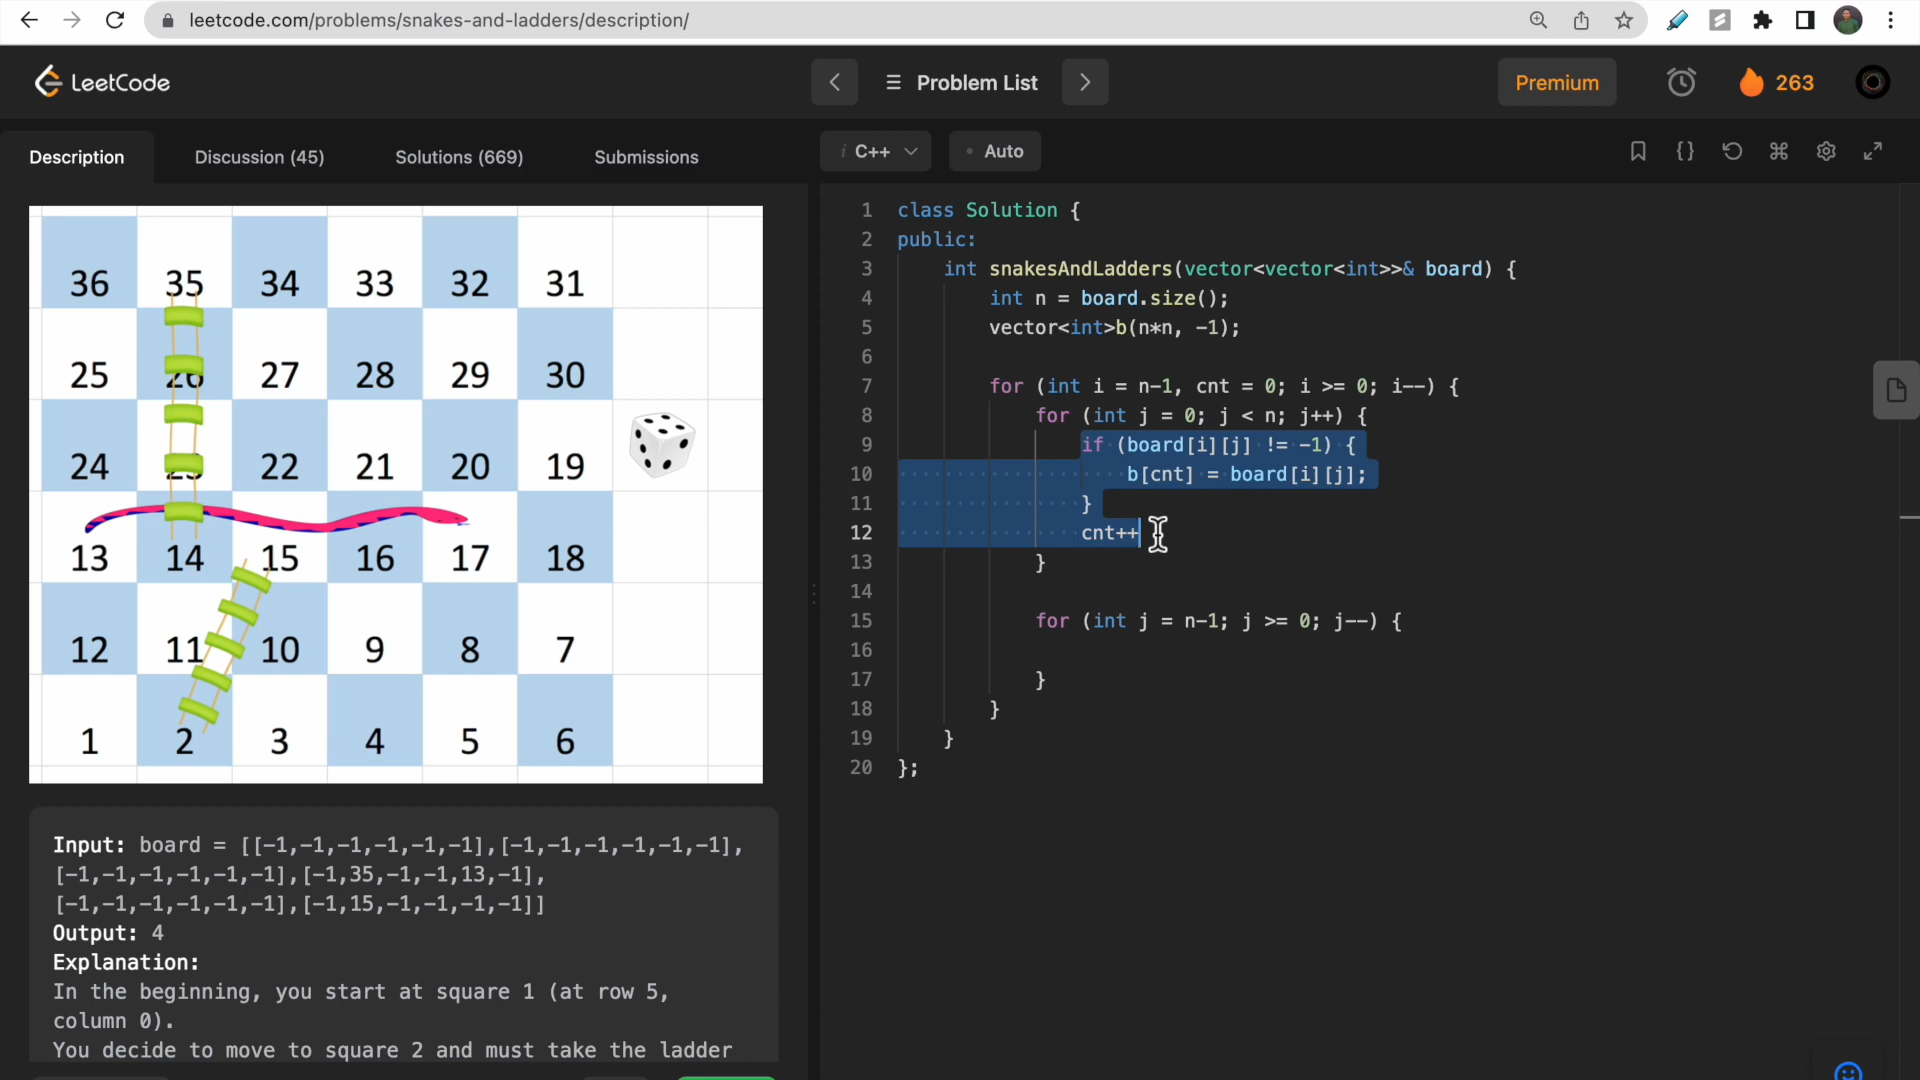 leetcode.com/problems/snakes-and-ladders/description/
LeetCode
Problem List
Premium
263
Description
Discussion (45)
Solutions (669)
Submissions
i C++
Auto
36 35 34 33 32 31
25 26 27 28 29 30
24 23 22 21 20 19
13 14 15 16 17 18
12 11 10 9 8 7
1 2 3 4 5 6
Input: board = [[-1,-1,-1,-1,-1,-1],[-1,-1,-1,-1,-1,-1],
[-1,-1,-1,-1,-1,-1],[-1,35,-1,-1,13,-1],
[-1,-1,-1,-1,-1,-1],[-1,15,-1,-1,-1,-1]]
Output: 4
Explanation:
In the beginning, you start at square 1 (at row 5,
column 0).
You decide to move to square 2 and must take the ladder
1 class Solution {
2 public:
3 int snakesAndLadders(vector<vector<int>>& board) {
4 int n = board.size();
5 vector<int>b(n*n, -1);
6
7 for (int i = n-1, cnt = 0; i >= 0; i--) {
8 for (int j = 0; j < n; j++) {
9 if (board[i][j] != -1) {
10 b[cnt] = board[i][j];
11 }
12 cnt++
13 }
14
15 for (int j = n-1; j >= 0; j--) {
16
17 }
18 }
19 }
20 };